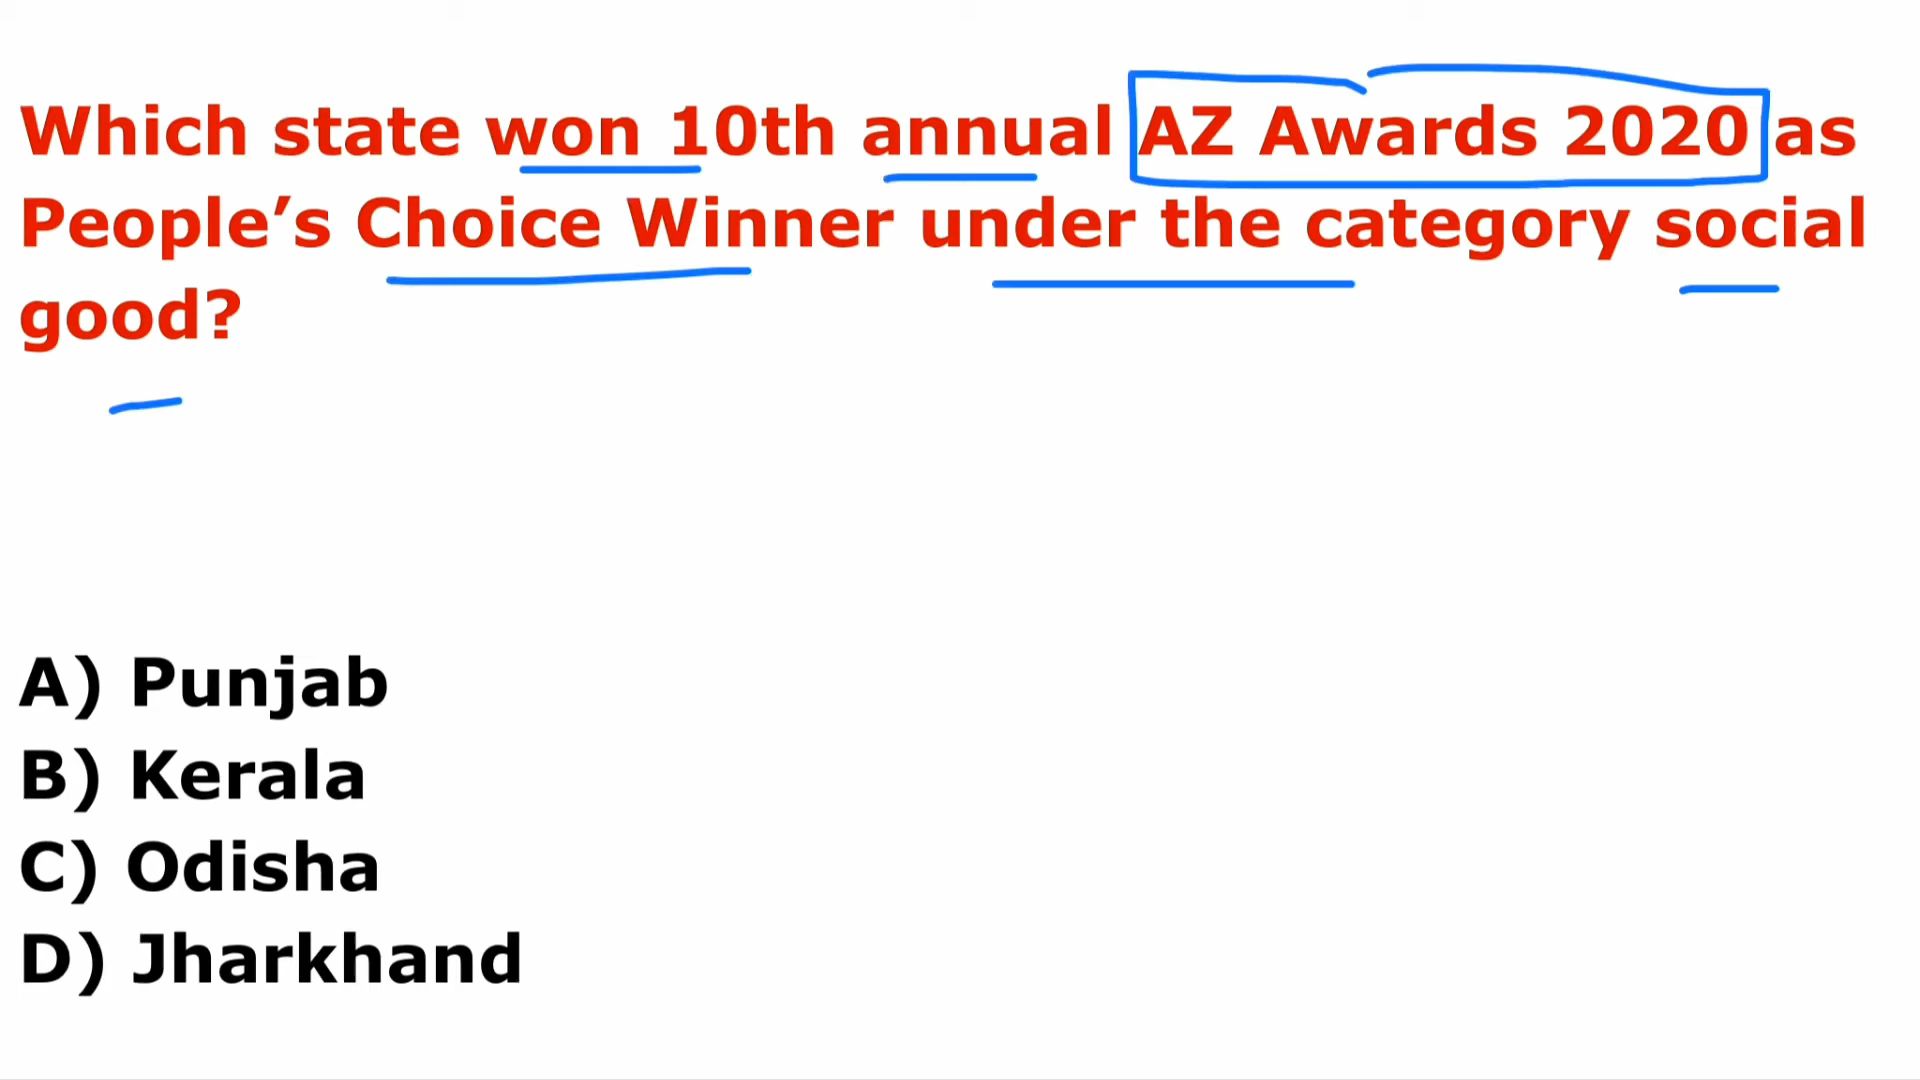 Which state won 10th annual AZ Awards 2020 as
People’s Choice Winner under the category social
good?
A) Punjab
B) Kerala
C) Odisha
D) Jharkhand